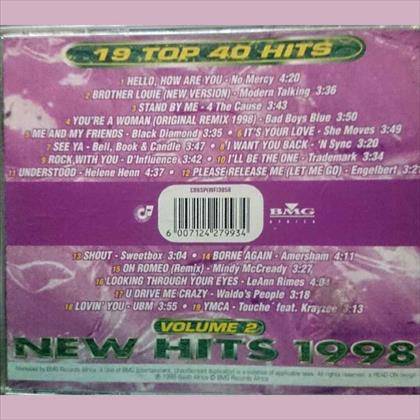 19 TOP 40 HITS
1 HELLO, HOW ARE YOU - No Mercy 4:20
2 BROTHER LOUIE (NEW VERSION) - Modern Talking 3:36
3 STAND BY ME - 4 The Cause 3:43
4 YOU'RE A WOMAN (ORIGINAL REMIX 1998) - Bad Boys Blue 3:50
5 ME AND MY FRIENDS - Black Diamond 3:35 • 6 IT'S YOUR LOVE - She Moves 3:49
7 SEE YA - Bell, Book & Candle 3:47 • 8 I WANT YOU BACK - 'N Sync 3:20
9 ROCK WITH YOU - D'Influence 3:42 • 10 I'LL BE THE ONE - Trademark 3:34
11 UNDERSTOOD - Helene Henn 4:37 • 12 PLEASE RELEASE ME (LET ME GO) - Engelbert
BMG
AFRICA
6 007124 279934
13 SHOUT - Sweetbox 3:04 • 14 BORNE AGAIN - Amersham 4:11
15 OH ROMEO (Remix) - Mindy McCready 3:27
16 LOOKING THROUGH YOUR EYES - LeAnn Rimes
17 U DRIVE ME CRAZY - Waldo's People 3:18
18 LOVIN' YOU - UBM 3:55 • 19 YMCA - Touche' feat. Krayzee 3:13
VOLUME 2
NEW HITS 1998